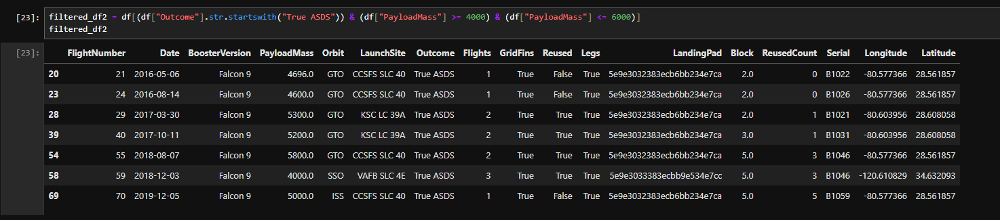 [23]: filtered_df2 = df[(df["Outcome"].str.startswith("True ASDS")) & (df["PayloadMass"] >= 4000) & (df["PayloadMass"] <= 6000)]
filtered_df2
[23]: FlightNumber Date BoosterVersion PayloadMass Orbit LaunchSite Outcome Flights GridFins Reused Legs LandingPad Block ReusedCount Serial Longitude Latitude
20 21 2016-05-06 Falcon 9 4696.0 GTO CCSFS SLC 40 True ASDS 1 True False True 5e9e3032383ecb6bb234e7ca 2.0 0 B1022 -80.577366 28.561857
23 24 2016-08-14 Falcon 9 4600.0 GTO CCSFS SLC 40 True ASDS 1 True False True 5e9e3032383ecb6bb234e7ca 2.0 0 B1026 -80.577366 28.561857
28 29 2017-03-30 Falcon 9 5300.0 GTO KSC LC 39A True ASDS 2 True True True 5e9e3032383ecb6bb234e7ca 2.0 1 B1021 -80.603956 28.608058
39 40 2017-10-11 Falcon 9 5200.0 GTO KSC LC 39A True ASDS 2 True True True 5e9e3032383ecb6bb234e7ca 3.0 1 B1031 -80.603956 28.608058
54 55 2018-08-07 Falcon 9 5800.0 GTO CCSFS SLC 40 True ASDS 2 True True True 5e9e3032383ecb6bb234e7ca 5.0 3 B1046 -80.577366 28.561857
58 59 2018-12-03 Falcon 9 4000.0 SSO VAFB SLC 4E True ASDS 3 True True True 5e9e3033383ecbb9e534e7cc 5.0 3 B1046 -120.610829 34.632093
69 70 2019-12-05 Falcon 9 5000.0 ISS CCSFS SLC 40 True ASDS 1 True False True 5e9e3032383ecb6bb234e7ca 5.0 5 B1059 -80.577366 28.561857